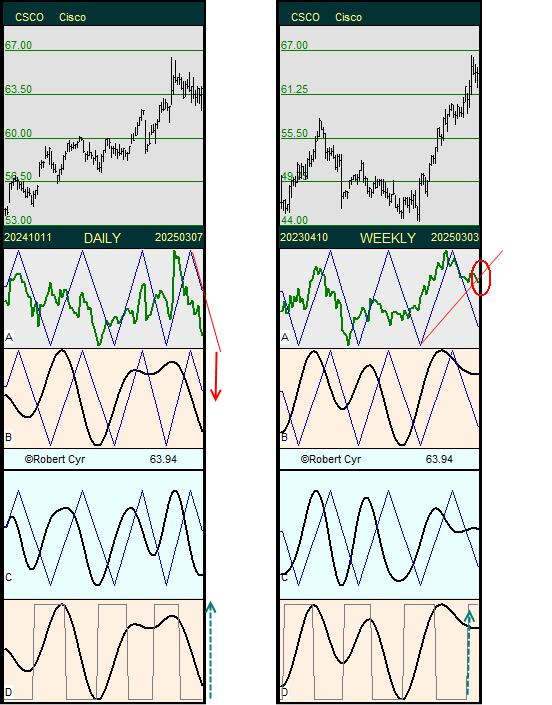 CSCO Cisco
67.00
63.50
60.00
56.50
53.00
20241011 DAILY 20250307
A
B
©Robert Cyr 63.94
C
D
CSCO Cisco
67.00
61.25
55.50
49.75
44.00
20230410 WEEKLY 20250303
A
B
©Robert Cyr 63.94
C
D